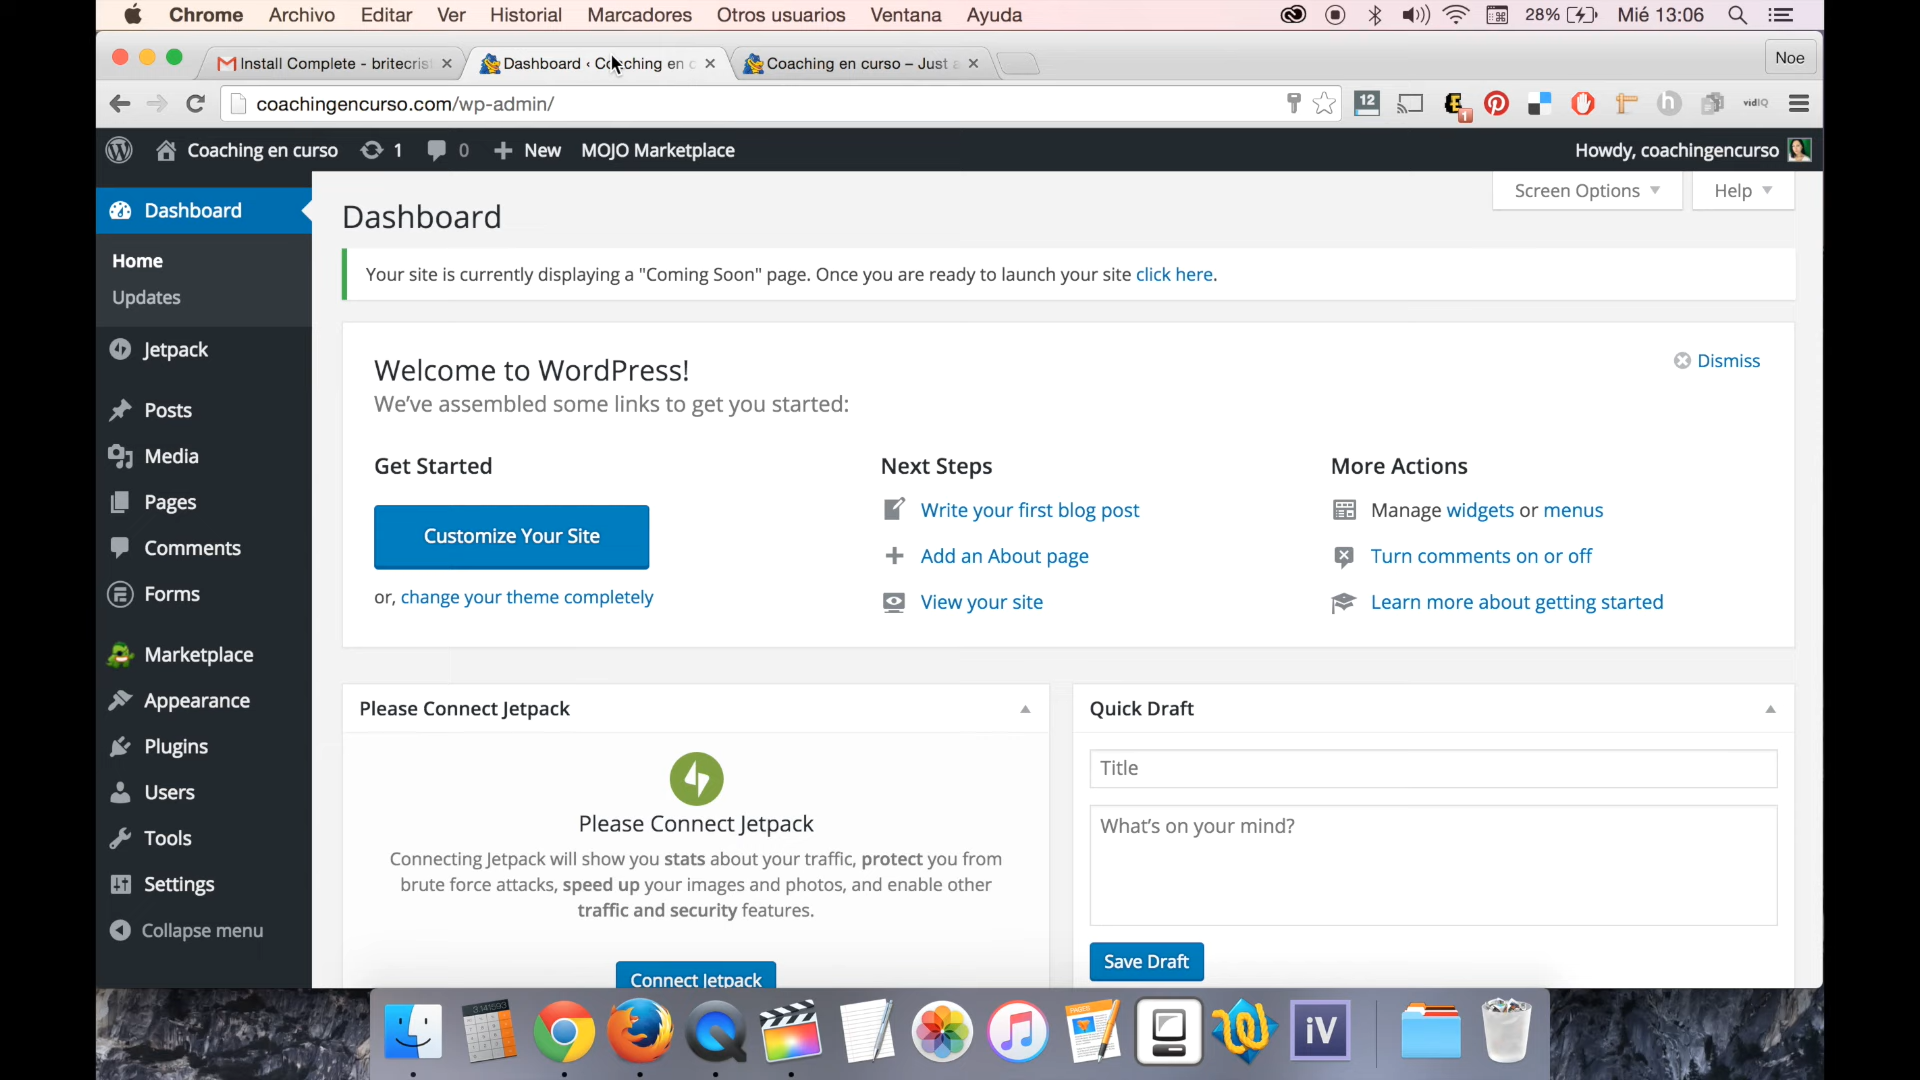 Chrome Archivo Editar Ver Historial Marcadores Otros usuarios Ventana Ayuda 28% Mié 13:06
Install Complete - britecris Dashboard ‹ Coaching en c Coaching en curso – Just a Noe
coachingencurso.com/wp-admin/ 12 1 vidIQ
Coaching en curso 1 0 + New MOJO Marketplace Howdy, coachingencurso
Dashboard
Home
Updates
Jetpack
Posts
Media
Pages
Comments
Forms
Marketplace
Appearance
Plugins
Users
Tools
Settings
Collapse menu
Screen Options Help
Dashboard
Your site is currently displaying a "Coming Soon" page. Once you are ready to launch your site click here.
Welcome to WordPress!
Dismiss
We've assembled some links to get you started:
Get Started
Customize Your Site
or, change your theme completely
Next Steps
Write your first blog post
Add an About page
View your site
More Actions
Manage widgets or menus
Turn comments on or off
Learn more about getting started
Please Connect Jetpack
Please Connect Jetpack
Connecting Jetpack will show you stats about your traffic, protect you from
brute force attacks, speed up your images and photos, and enable other
traffic and security features.
Connect Jetpack
Quick Draft
Title
What's on your mind?
Save Draft
3.141593
PAGES
iV